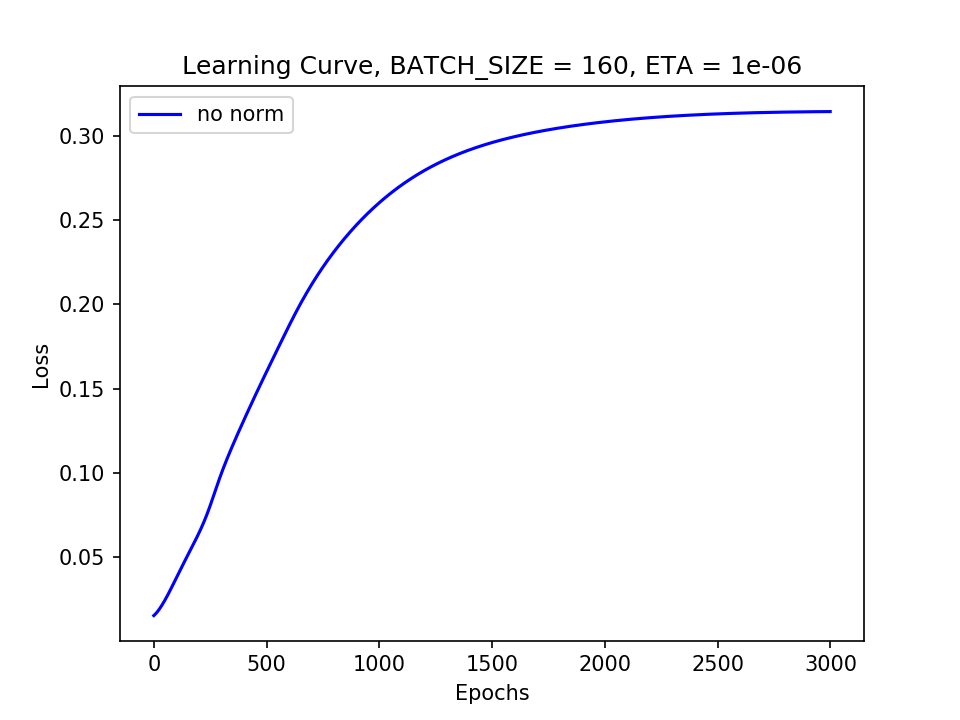 Learning Curve, BATCH_SIZE = 160, ETA = 1e-06
no norm
0.30
0.25
0.20
0.15
0.10
0.05
Loss
0 500 1000 1500 2000 2500 3000
Epochs